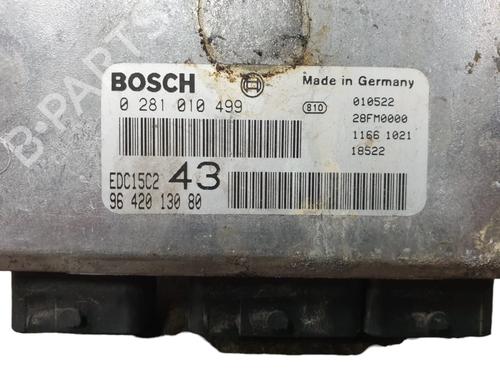 B-PARTS
BOSCH
Made in Germany
0 281 010 499
810
010522
28FM0000
1166 1021
18522
EDC15C2 43
96 420 130 80